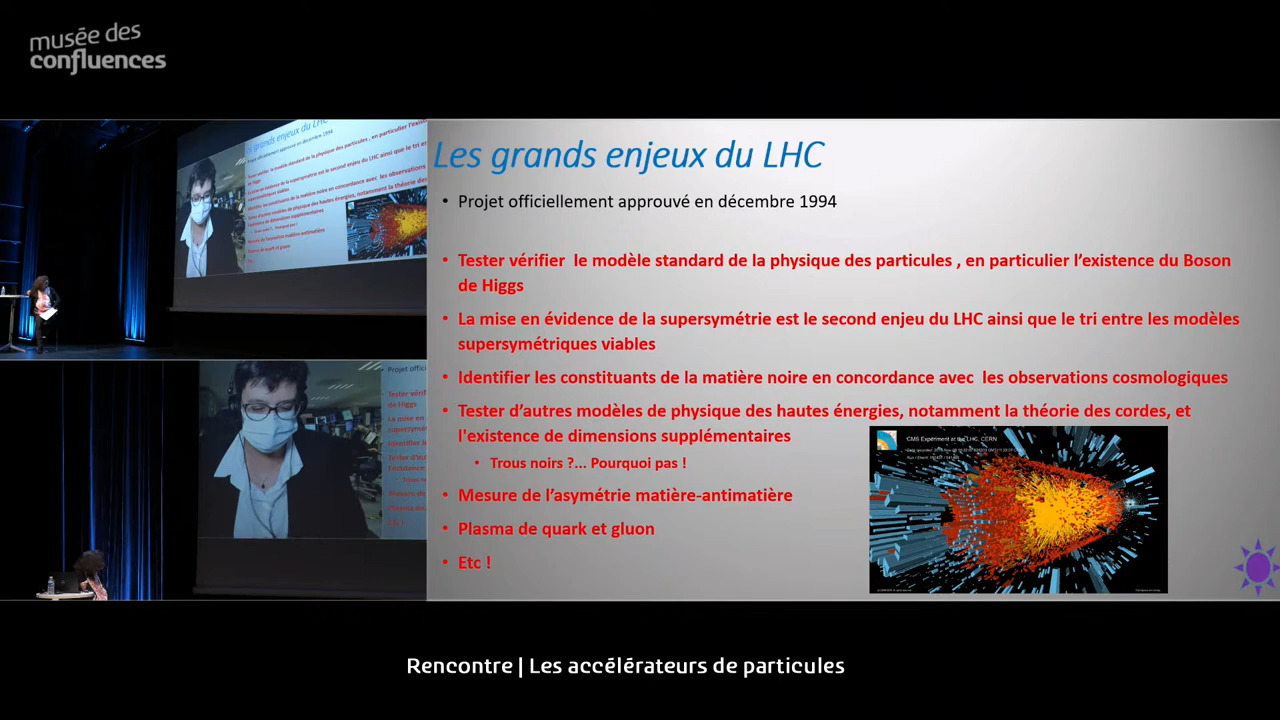 musée des
confluences
Les grands enjeux du LHC
• Projet officiellement approuvé en décembre 1994
• Tester vérifier  le modèle standard de la physique des particules , en particulier l'existence du Boson
de Higgs
• La mise en évidence de la supersymétrie est le second enjeu du LHC ainsi que le tri entre les modèles
supersymétriques viables
• Identifier les constituants de la matière noire en concordance avec  les observations cosmologiques
• Tester d'autres modèles de physique des hautes énergies, notamment la théorie des cordes, et
l'existence de dimensions supplémentaires
• Trous noirs ?... Pourquoi pas !
• Mesure de l'asymétrie matière-antimatière
• Plasma de quark et gluon
• Etc !
CMS Experiment at the LHC, CERN
Rencontre | Les accélérateurs de particules